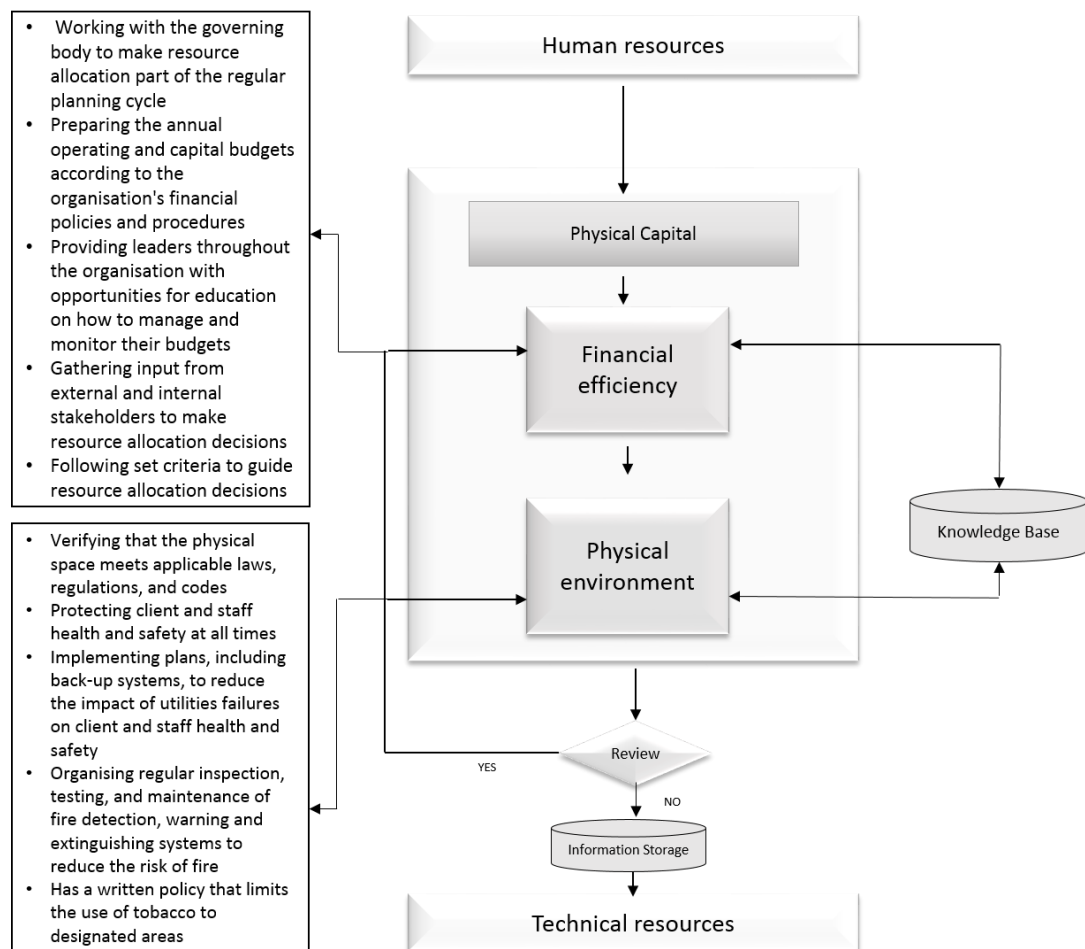 • Working with the governing
body to make resource
allocation part of the regular
planning cycle
• Preparing the annual
operating and capital budgets
according to the
organisation's financial
policies and procedures
• Providing leaders throughout
the organisation with
opportunities for education
on how to manage and
monitor their budgets
• Gathering input from
external and internal
stakeholders to make
resource allocation decisions
• Following set criteria to guide
resource allocation decisions
• Verifying that the physical
space meets applicable laws,
regulations, and codes
• Protecting client and staff
health and safety at all times
• Implementing plans, including
back-up systems, to reduce
the impact of utilities failures
on client and staff health and
safety
• Organising regular inspection,
testing, and maintenance of
fire detection, warning and
extinguishing systems to
reduce the risk of fire
• Has a written policy that limits
the use of tobacco to
designated areas
Human resources
Physical Capital
Financial
efficiency
Physical
environment
Knowledge Base
Review
YES
NO
Information Storage
Technical resources